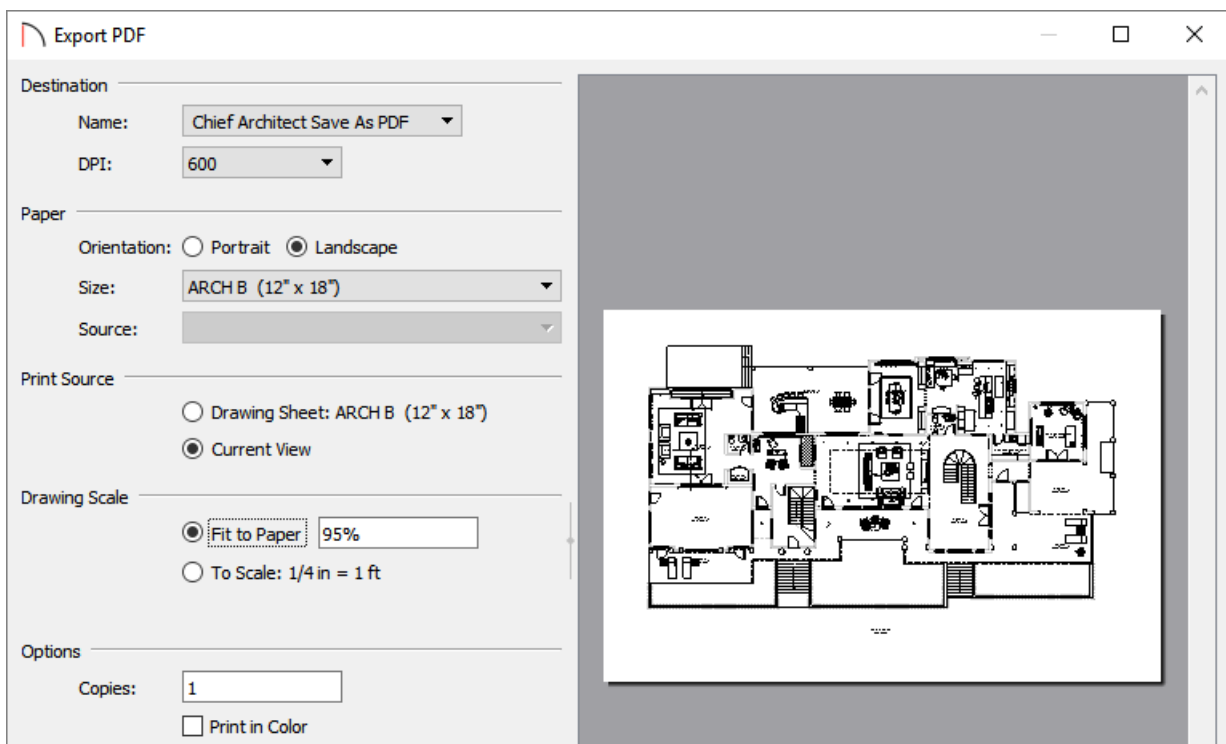 Export PDF
Destination
Name: Chief Architect Save As PDF
DPI: 600
Paper
Orientation: Portrait Landscape
Size: ARCH B (12" x 18")
Source:
Print Source
Drawing Sheet: ARCH B (12" x 18")
Current View
Drawing Scale
Fit to Paper 95%
To Scale: 1/4 in = 1 ft
Options
Copies: 1
Print in Color